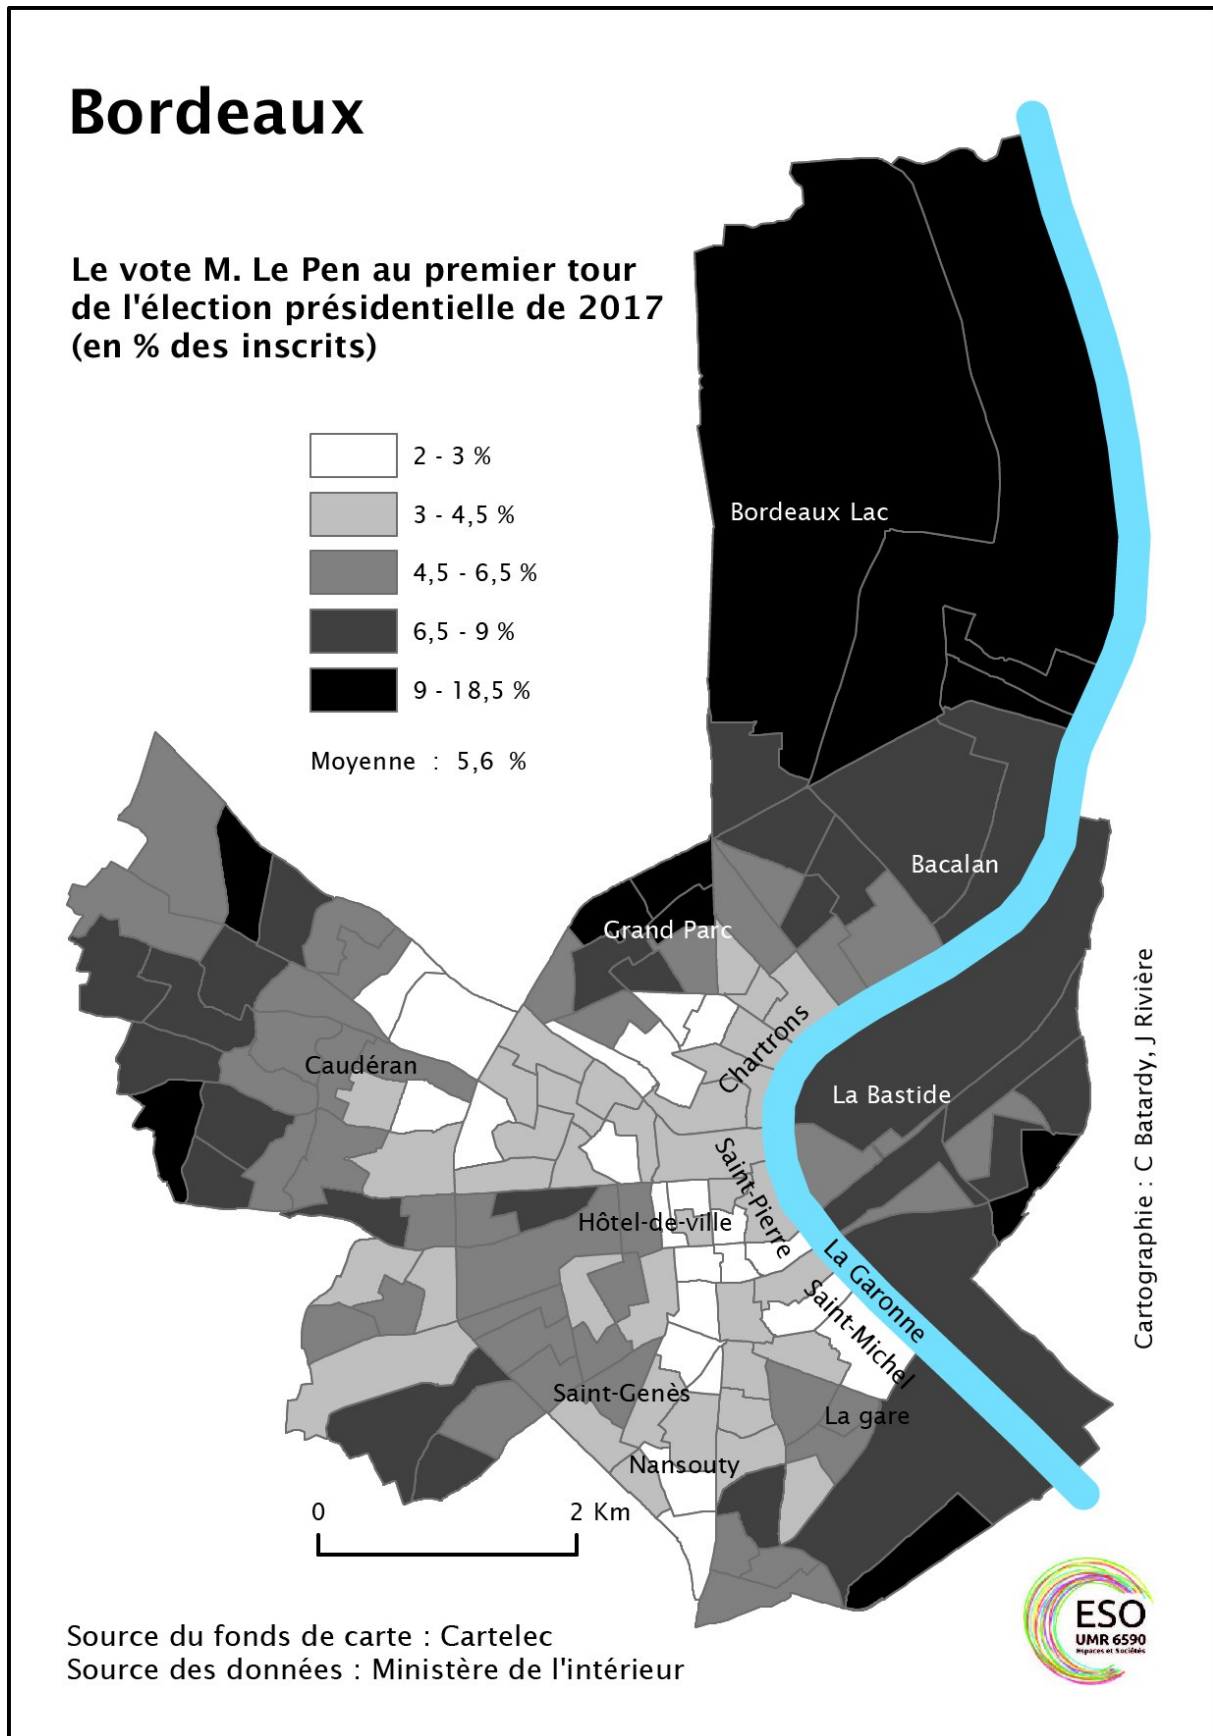 Bordeaux
Le vote M. Le Pen au premier tour
de l'élection présidentielle de 2017
(en % des inscrits)
2 - 3 %
3 - 4,5 %
4,5 - 6,5 %
6,5 - 9 %
9 - 18,5 %
Moyenne : 5,6 %
Bordeaux Lac
Bacalan
Grand Parc
Chartrons
Caudéran
La Bastide
Saint-Pierre
Hôtel-de-ville
La Garonne
Saint-Michel
Saint-Genès
La gare
Nansouty
0 2 Km
Cartographie : C Batardy, J Rivière
Source du fonds de carte : Cartelec
Source des données : Ministère de l'intérieur
ESO
UMR 6590
Espaces et Sociétés